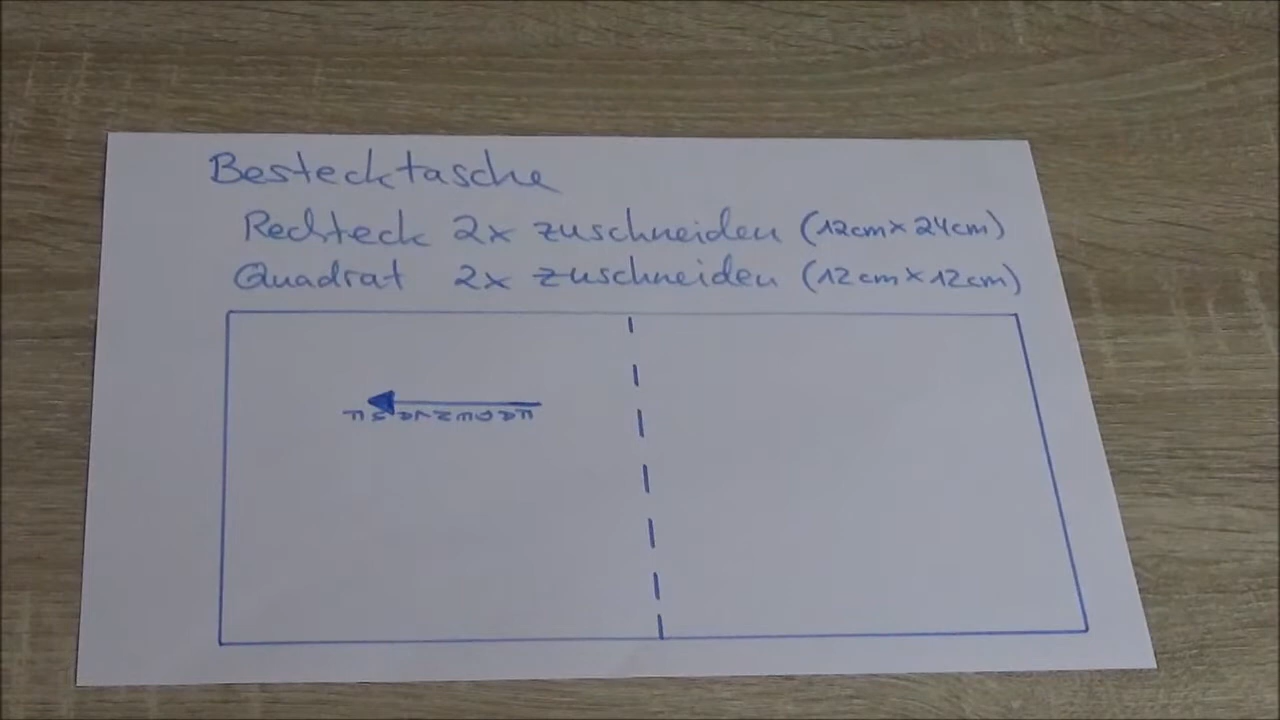 Bestecktasche
Rechteck 2x zuschneiden (12cm x 24cm)
Quadrat 2x zuschneiden (12cm x 12cm)